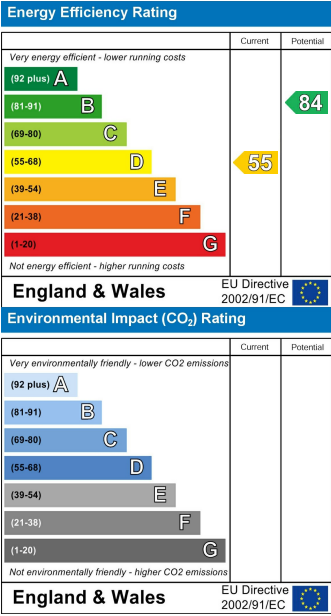 Energy Efficiency Rating
Current Potential
Very energy efficient - lower running costs
(92 plus) A
(81-91) B
84
(69-80) C
(55-68) D
55
(39-54) E
(21-38) F
(1-20) G
Not energy efficient - higher running costs
England & Wales
EU Directive
2002/91/EC
Environmental Impact (CO2) Rating
Current Potential
Very environmentally friendly - lower CO2 emissions
(92 plus) A
(81-91) B
(69-80) C
(55-68) D
(39-54) E
(21-38) F
(1-20) G
Not environmentally friendly - higher CO2 emissions
England & Wales
EU Directive
2002/91/EC